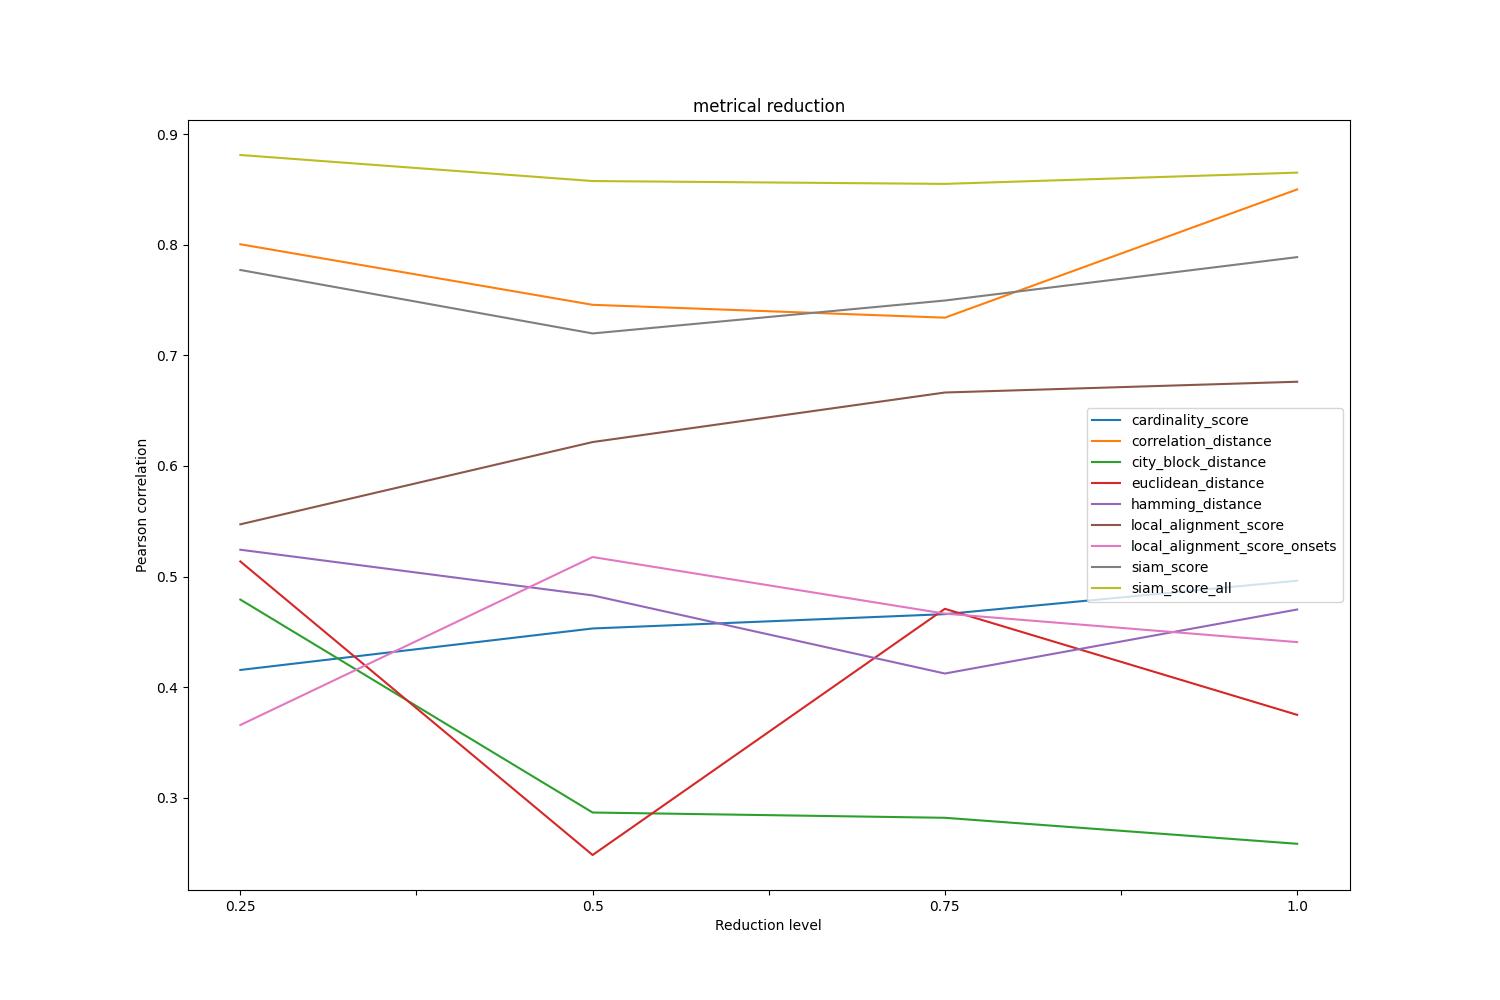 metrical reduction
0.9
0.8
0.7
0.6
0.5
0.4
0.3
Pearson correlation
cardinality_score
correlation_distance
city_block_distance
euclidean_distance
hamming_distance
local_alignment_score
local_alignment_score_onsets
siam_score
siam_score_all
0.25 0.5 0.75 1.0
Reduction level